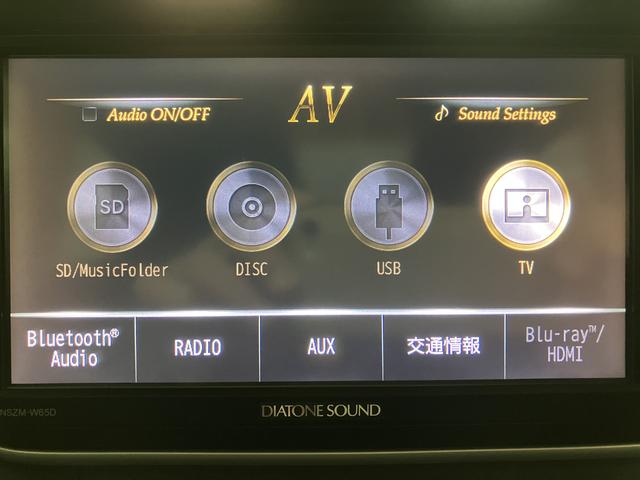 AV
Audio ON/OFF
Sound Settings
SD
SD/MusicFolder
DISC
USB
TV
Bluetooth®
Audio
RADIO
AUX
交通情報
Blu-ray™/
HDMI
NSZM-W65D
DIATONE SOUND